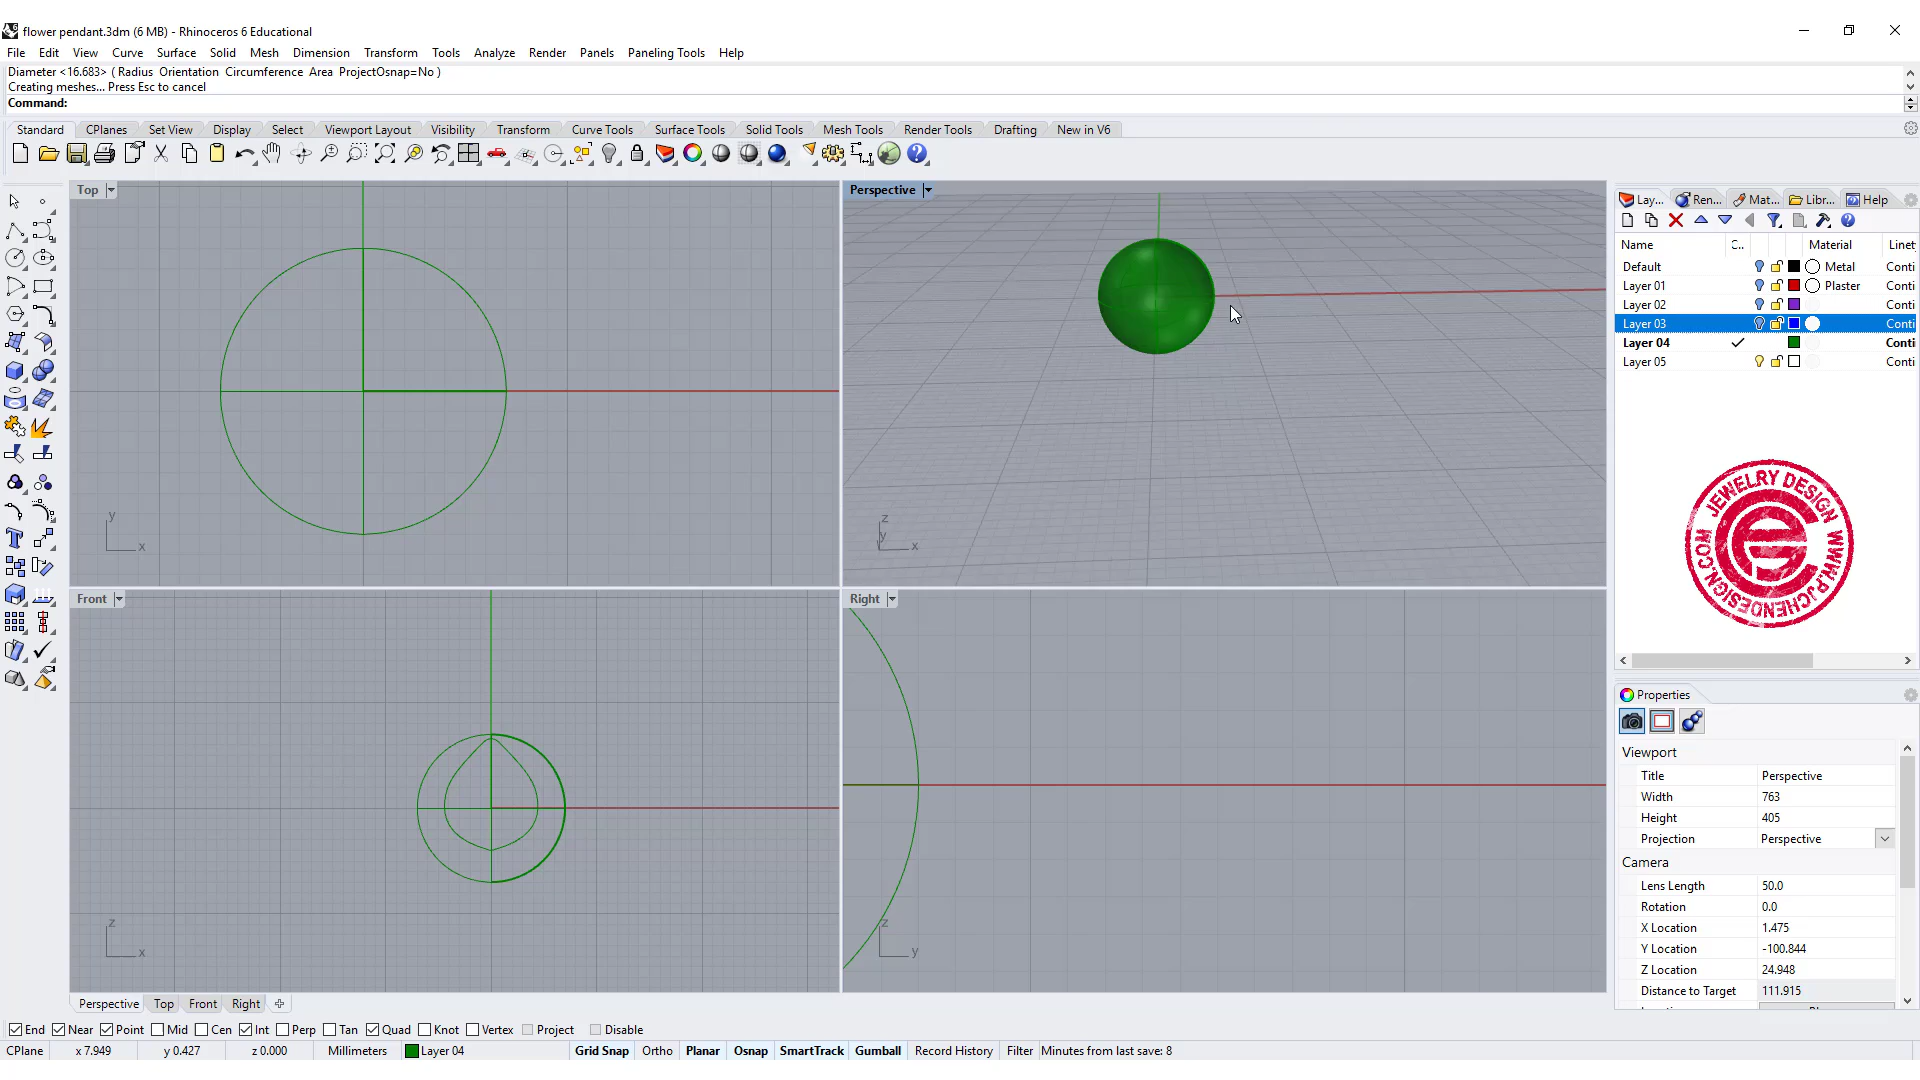 flower pendant.3dm (6 MB) - Rhinoceros 6 Educational
File Edit View Curve Surface Solid Mesh Dimension Transform Tools Analyze Render Panels Paneling Tools Help
Diameter <16.683> ( Radius Orientation Circumference Area ProjectOsnap=No )
Creating meshes... Press Esc to cancel
Command:
Standard CPlanes Set View Display Select Viewport Layout Visibility Transform Curve Tools Surface Tools Solid Tools Mesh Tools Render Tools Drafting New in V6
Top
Perspective
Lay... Ren... Mat... Libr... Help
Name C.. Material Linet
Default Metal Conti
Layer 01 Plaster Conti
Layer 02 Conti
Layer 03 Conti
Layer 04 Conti
Layer 05 Conti
y
x
z
y
x
JEWELRY DESIGN
WWW.PJCHENDESIGN.COM
Front
Right
Properties
Viewport
Title Perspective
Width 763
Height 405
Projection Perspective
Camera
Lens Length 50.0
Rotation 0.0
X Location 1.475
Y Location -100.844
Z Location 24.948
Distance to Target 111.915
z
x
z
y
Perspective Top Front Right
End Near Point Mid Cen Int Perp Tan Quad Knot Vertex Project Disable
CPlane x 7.949 y 0.427 z 0.000 Millimeters Layer 04 Grid Snap Ortho Planar Osnap SmartTrack Gumball Record History Filter Minutes from last save: 8